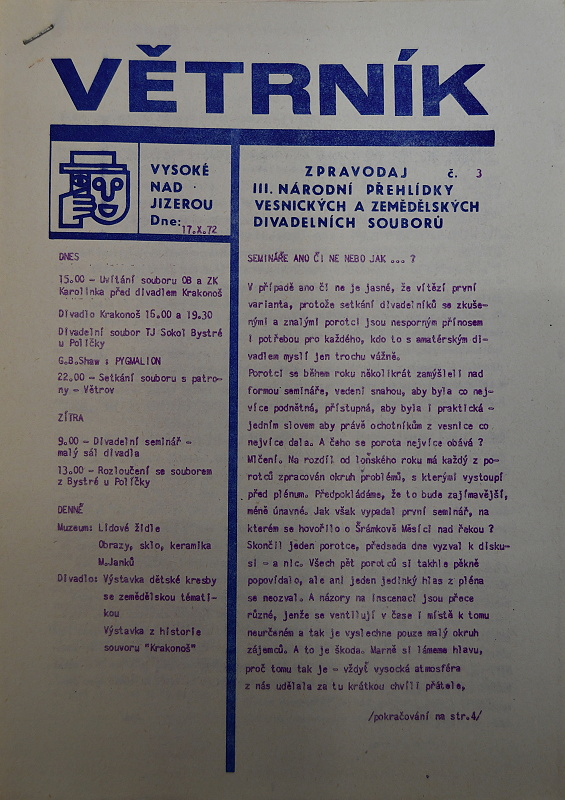 VĚTRNÍK
VYSOKÉ
NAD
JIZEROU
Dne:
17.X.72
ZPRAVODAJ č. 3
III. NÁRODNÍ PŘEHLÍDKY
VESNICKÝCH A ZEMĚDĚLSKÝCH
DIVADELNÍCH SOUBORŮ
DNES
15.00 - Uvítání souboru OB a ZK
Karolinka před divadlem Krakonoš
Divadlo Krakonoš 16.00 a 19.30
Divadelní soubor TJ Sokol Bystré
u Poličky
G.B.Shaw : PYGMALION
22.00 - Setkání souboru s patro-
ny - Větrov
ZÍTRA
9.00 - Divadelní seminář -
malý sál divadla
13.00 - Rozloučení se souborem
z Bystré u Poličky
DENNĚ
Muzeum: Lidové židle
Obrazy, sklo, keramika
M.Janků
Divadlo: Výstavka dětské kresby
se zemědělskou témati-
kou
Výstavka z historie
souvoru "Krakonoš"
SEMINÁŘE ANO ČI NE NEBO JAK ... ?
V případě ano či ne je jasné, že vítězí první
varianta, protože setkání divadelníků se zkuše-
nými a znalými porotci jsou nesporným přínosem
i potřebou pro každého, kdo to s amatérským di-
vadlem myslí jen trochu vážně.
Porotci se během roku několikrát zamýšleli nad
formou semináře, vedeni snahou, aby byla co nej-
více podnětná, přístupná, aby byla i praktická -
jedním slovem aby právě ochotníkům z vesnice co
nejvíce dala. A čeho se porota nejvíce obává ?
Mlčení. Na rozdíl od loňského roku má každý z po-
rotců zpracován okruh problémů, s kterými vystoupí
před plénum. Předpokládáme, že to bude zajímavější,
méně únavné. Jak však vypadal první seminář, na
kterém se hovořilo o Šrámkově Měsíci nad řekou ?
Skončil jeden porotce, předseda dne vyzval k disku-
si - a nic. Všech pět porotců si takhle pěkně
popovídalo, ale ani jeden jedinký hlas z pléna
se neozval. A názory na inscenaci jsou přece
různé, jenže se ventilují v čase i místě k tomu
neurčeném a tak je vyslechne pouze malý okruh
zájemců. A to je škoda. Marně si lámeme hlavu,
proč tomu tak je - vždyť vysocká atmosféra
z nás udělala za tu krátkou chvíli přátele,
/pokračování na str.4/